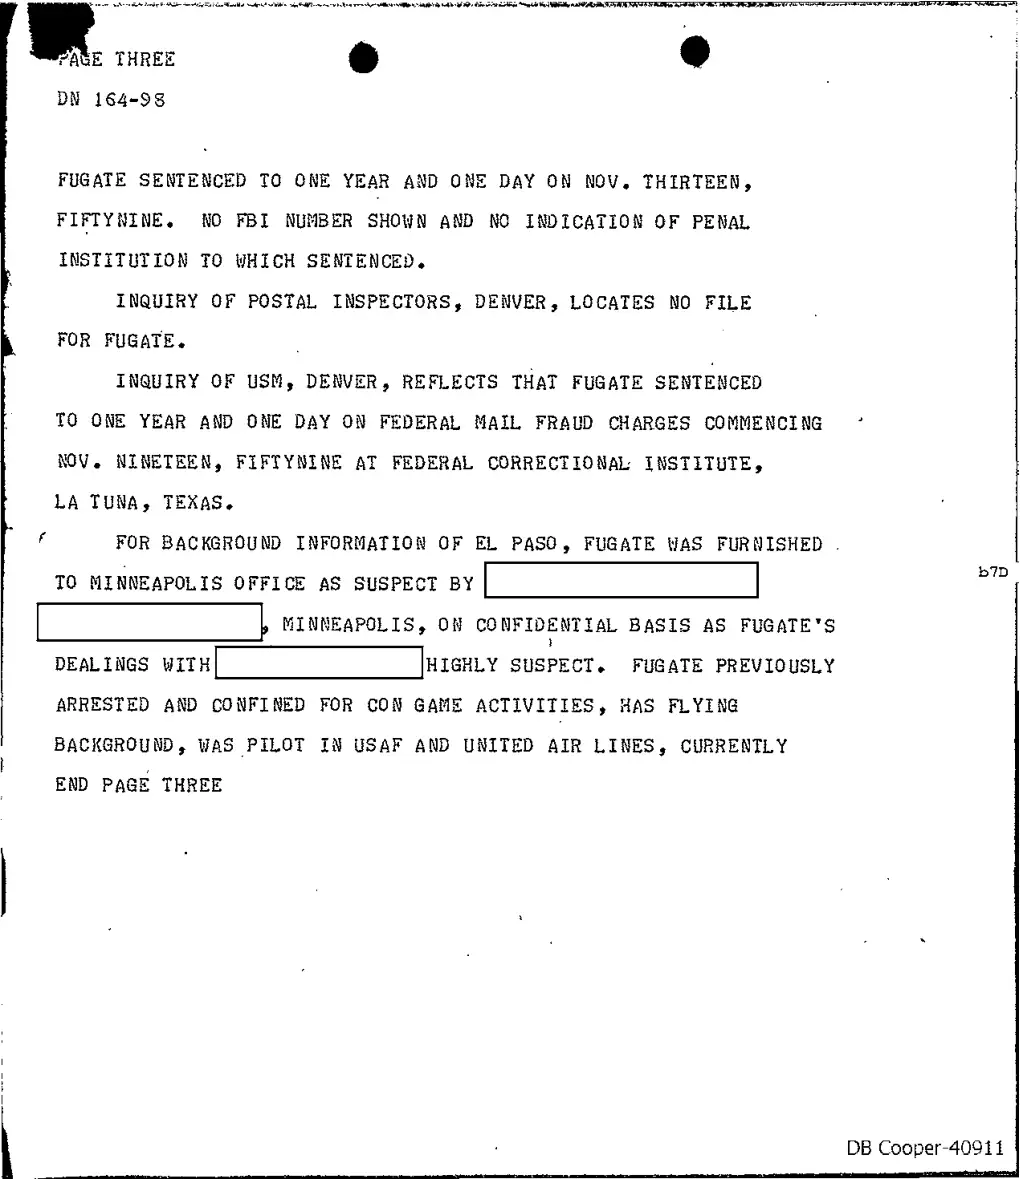 PAGE THREE
DN 164-98
FUGATE SENTENCED TO ONE YEAR AND ONE DAY ON NOV. THIRTEEN,
FIFTYNINE. NO FBI NUMBER SHOWN AND NO INDICATION OF PENAL
INSTITUTION TO WHICH SENTENCED.
INQUIRY OF POSTAL INSPECTORS, DENVER, LOCATES NO FILE
FOR FUGATE.
INQUIRY OF USM, DENVER, REFLECTS THAT FUGATE SENTENCED
TO ONE YEAR AND ONE DAY ON FEDERAL MAIL FRAUD CHARGES COMMENCING
NOV. NINETEEN, FIFTYNINE AT FEDERAL CORRECTIONAL INSTITUTE,
LA TUNA, TEXAS.
FOR BACKGROUND INFORMATION OF EL PASO, FUGATE WAS FURNISHED
TO MINNEAPOLIS OFFICE AS SUSPECT BY
b7D
, MINNEAPOLIS, ON CONFIDENTIAL BASIS AS FUGATE'S
DEALINGS WITH HIGHLY SUSPECT. FUGATE PREVIOUSLY
ARRESTED AND CONFINED FOR CON GAME ACTIVITIES, HAS FLYING
BACKGROUND, WAS PILOT IN USAF AND UNITED AIR LINES, CURRENTLY
END PAGE THREE
DB Cooper-40911